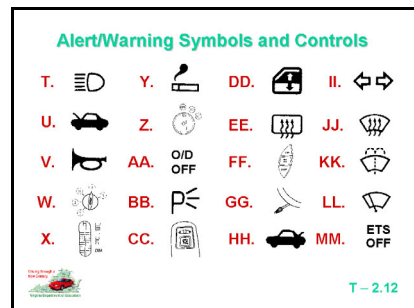 Alert/Warning Symbols and Controls
T. Y. DD. II.
U. Z. EE. JJ.
V. AA. O/D OFF FF. KK.
W. BB. P GG. LL.
X. CC. HH. MM. ETS OFF
T – 2.12